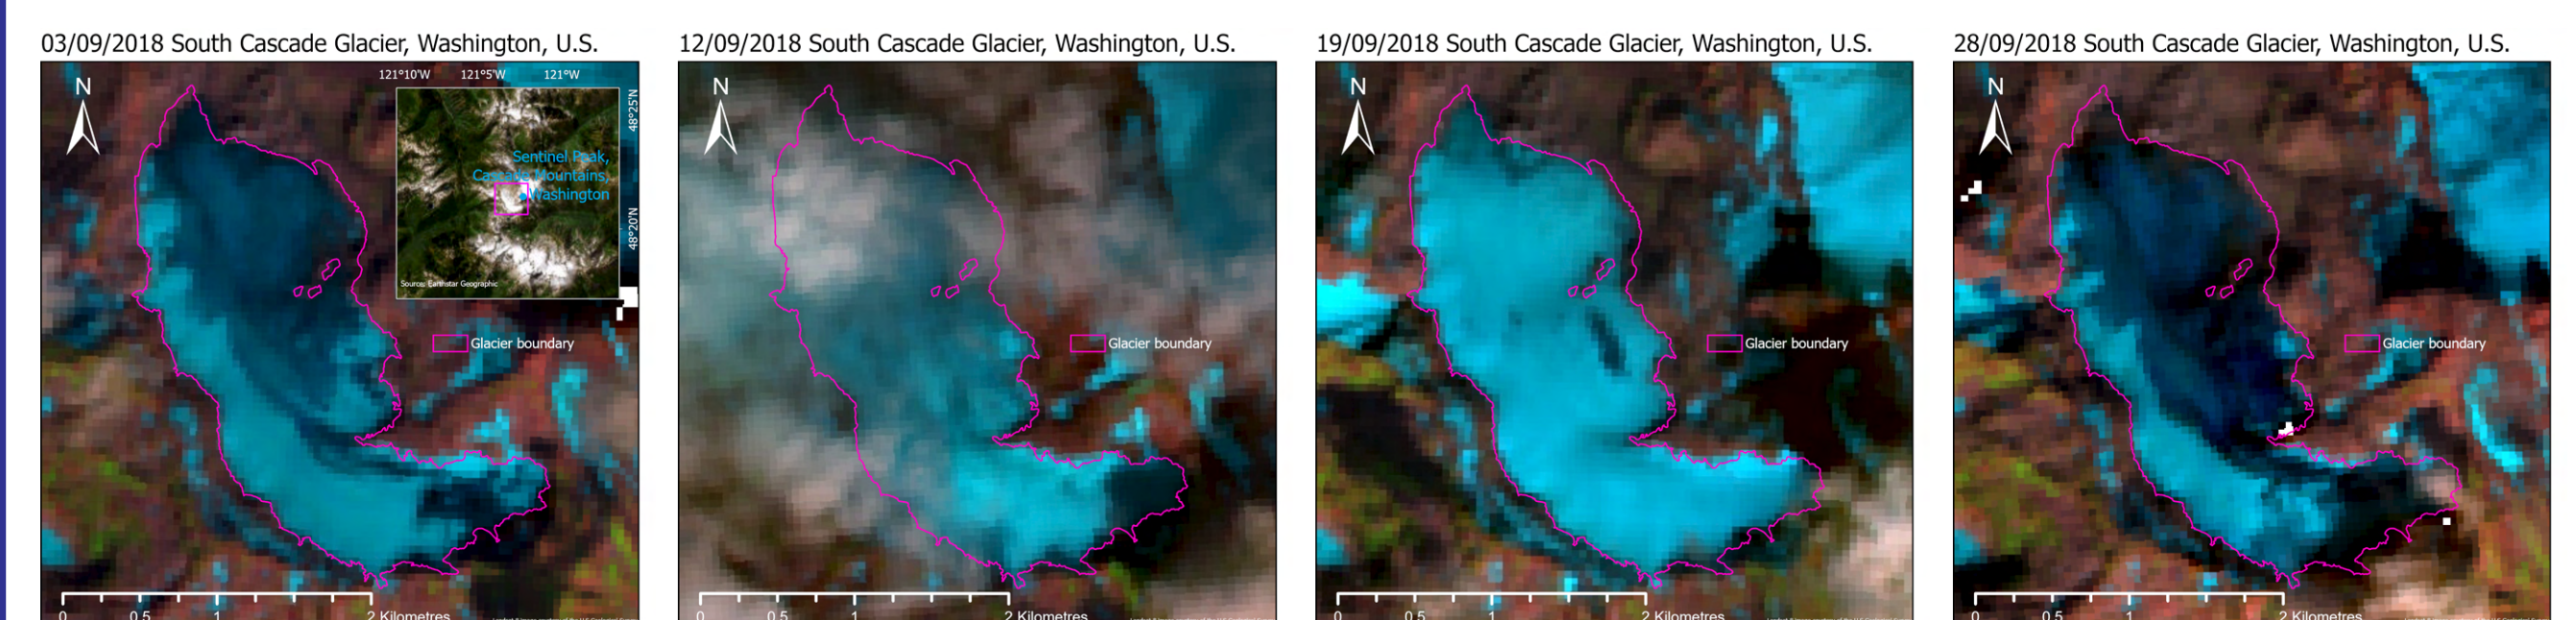 03/09/2018 South Cascade Glacier, Washington, U.S.
N
121°10'W 121°5'W 121°W
48°25'N
48°20'N
Sentinel Peak,
Cascade Mountains,
Washington
Source: Earthstar Geographic
Glacier boundary
0 0.5 1 2 Kilometres
12/09/2018 South Cascade Glacier, Washington, U.S.
N
Glacier boundary
0 0.5 1 2 Kilometres
19/09/2018 South Cascade Glacier, Washington, U.S.
N
Glacier boundary
0 0.5 1 2 Kilometres
28/09/2018 South Cascade Glacier, Washington, U.S.
N
Glacier boundary
0 0.5 1 2 Kilometres